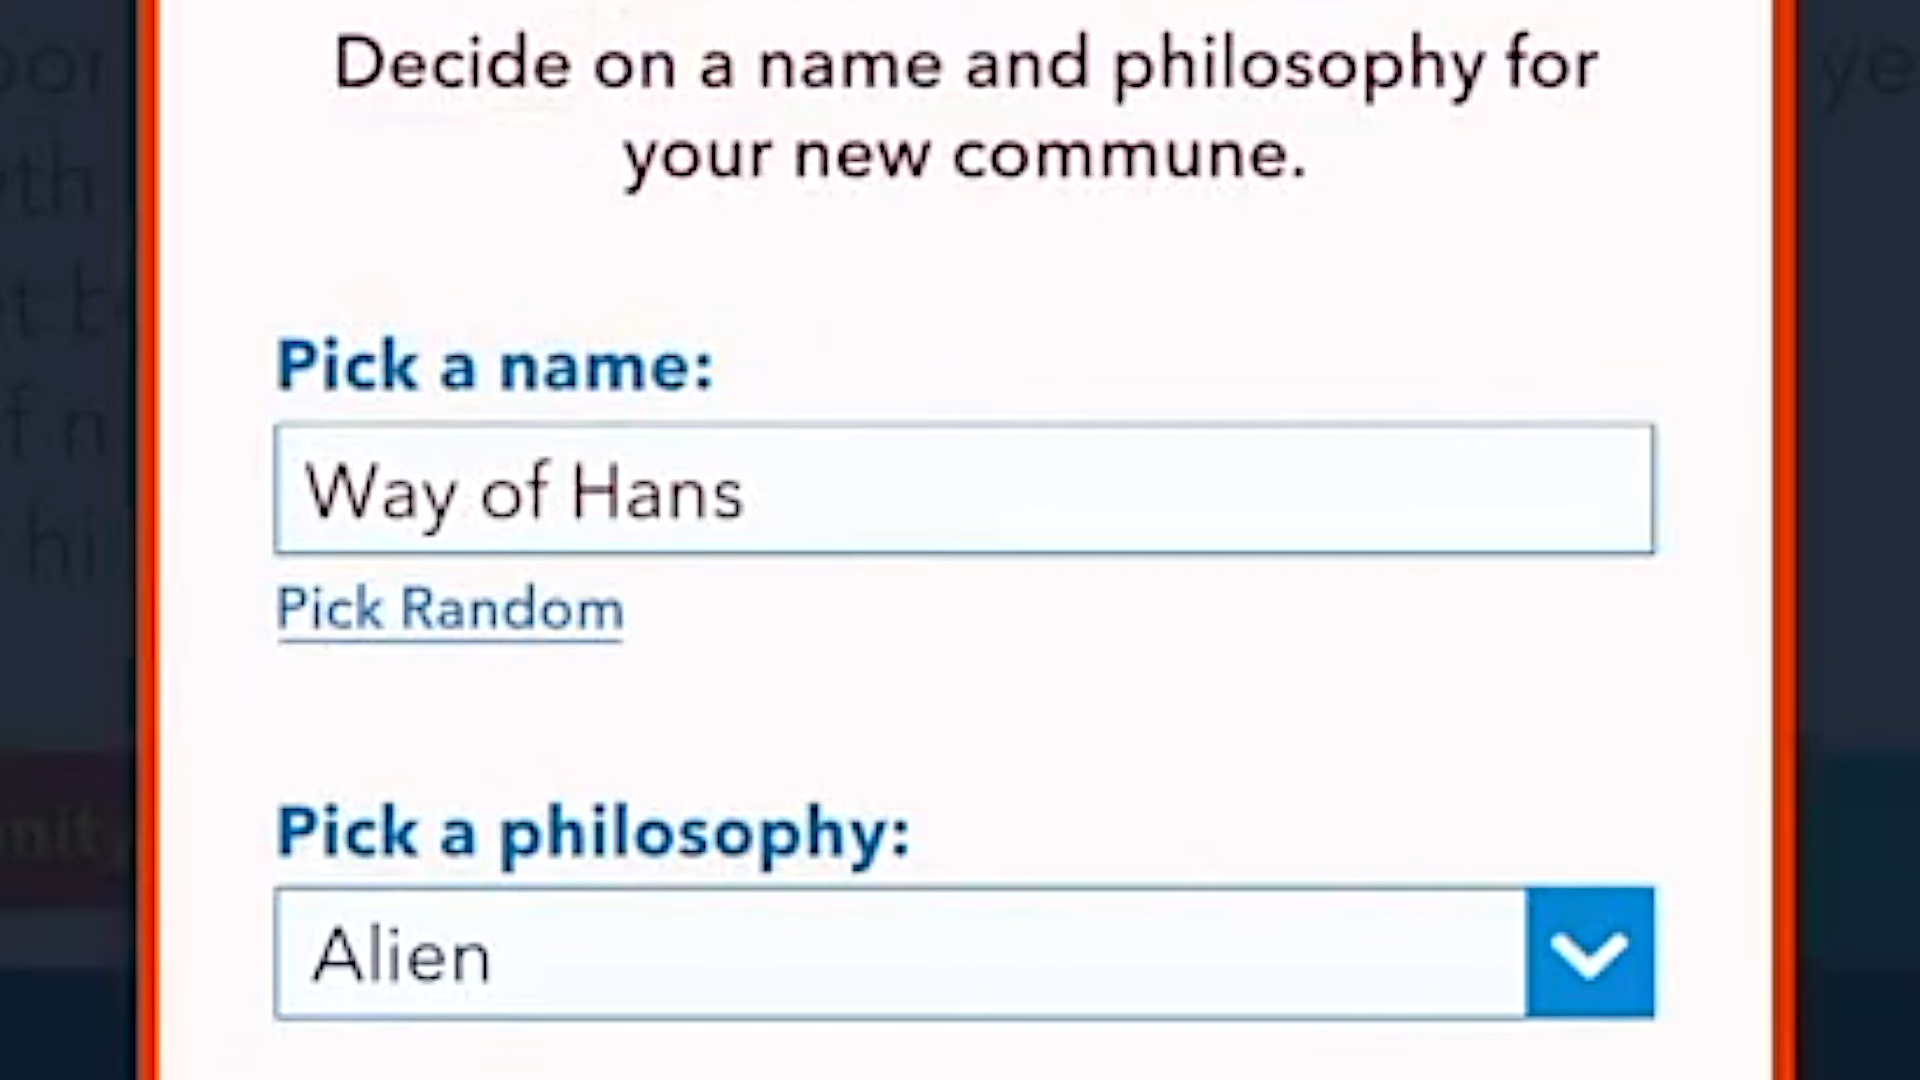 Decide on a name and philosophy for
your new commune.
Pick a name:
Way of Hans
Pick Random
Pick a philosophy:
Alien